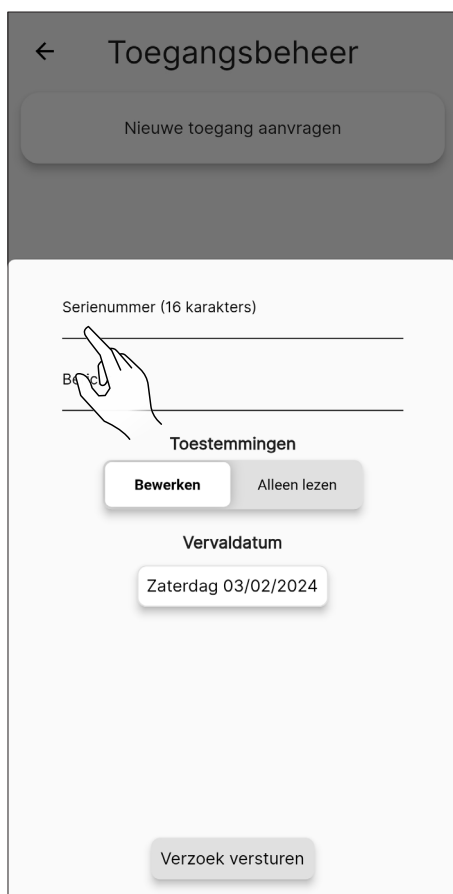 Toegangsbeheer
Nieuwe toegang aanvragen
Serienummer (16 karakters)
Toestemmingen
Bewerken Alleen lezen
Vervaldatum
Zaterdag 03/02/2024
Verzoek versturen